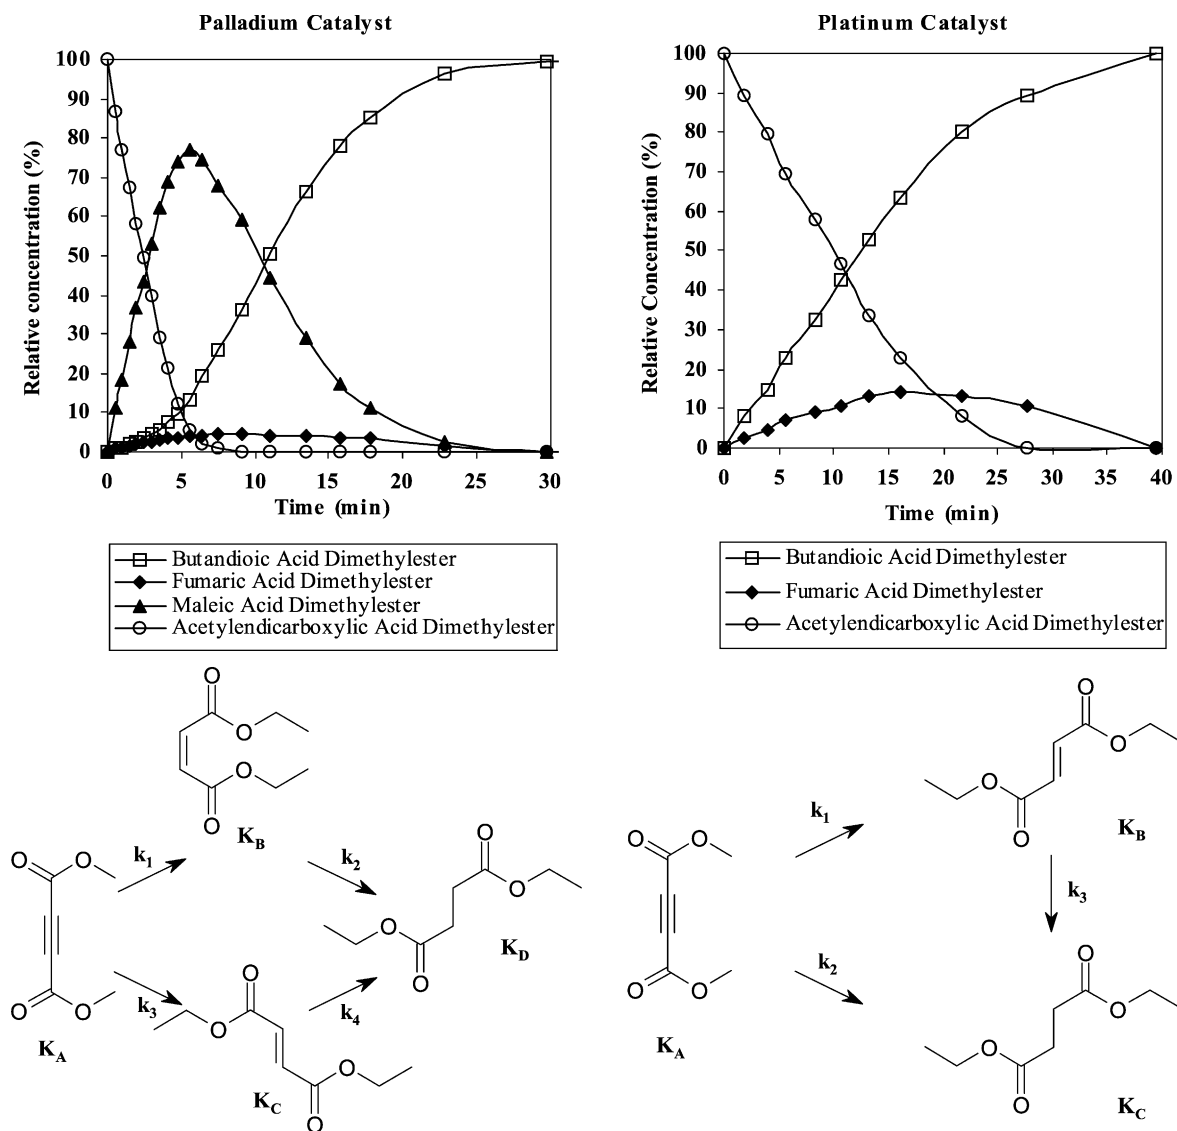 Palladium Catalyst
Relative concentration (%)
100
90
80
70
60
50
40
30
20
10
0
0 5 10 15 20 25 30
Time (min)
Butandioic Acid Dimethylester
Fumaric Acid Dimethylester
Maleic Acid Dimethylester
Acetylendicarboxylic Acid Dimethylester
Platinum Catalyst
Relative Concentration (%)
100
90
80
70
60
50
40
30
20
10
0
0 5 10 15 20 25 30 35 40
Time (min)
Butandioic Acid Dimethylester
Fumaric Acid Dimethylester
Acetylendicarboxylic Acid Dimethylester
O
O
O
O
K_B
k_1
k_2
O
O
O
O
K_A
k_3
O
O
O
O
K_C
k_4
O
O
O
O
K_D
O
O
O
O
K_A
k_1
O
O
O
O
K_B
k_3
k_2
O
O
O
O
K_C